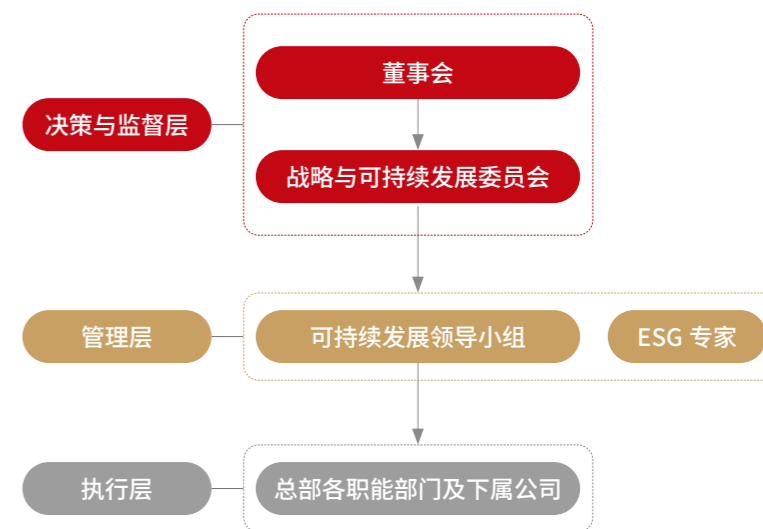 董事会
决策与监督层
战略与可持续发展委员会
管理层
可持续发展领导小组
ESG 专家
执行层
总部各职能部门及下属公司